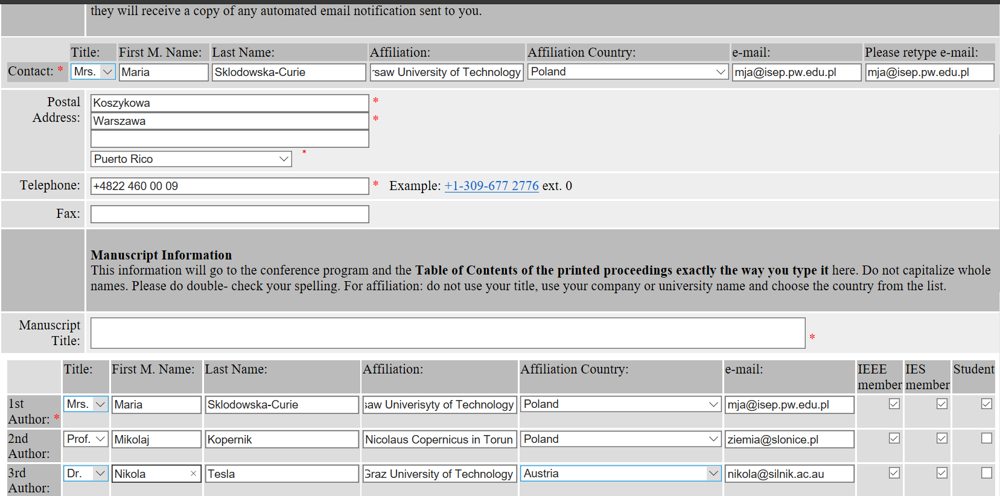 they will receive a copy of any automated email notification sent to you.
Title: First M. Name: Last Name: Affiliation: Affiliation Country: e-mail: Please retype e-mail:
Contact: * Mrs. Maria Sklodowska-Curie rsaw University of Technology Poland mja@isep.pw.edu.pl mja@isep.pw.edu.pl
Postal Address: Koszykowa *
Warszawa *
Puerto Rico *
Telephone: +4822 460 00 09 * Example: +1-309-677 2776 ext. 0
Fax:
Manuscript Information
This information will go to the conference program and the Table of Contents of the printed proceedings exactly the way you type it here. Do not capitalize whole
names. Please do double- check your spelling. For affiliation: do not use your title, use your company or university name and choose the country from the list.
Manuscript
Title: *
Title: First M. Name: Last Name: Affiliation: Affiliation Country: e-mail: IEEE member IES member Student
1st Author: * Mrs. Maria Sklodowska-Curie saw Univerisyty of Technology Poland mja@isep.pw.edu.pl
2nd Author: Prof. Mikolaj Kopernik Nicolaus Copernicus in Torun Poland ziemia@slonice.pl
3rd Author: Dr. Nikola Tesla Graz University of Technology Austria nikola@silnik.ac.au